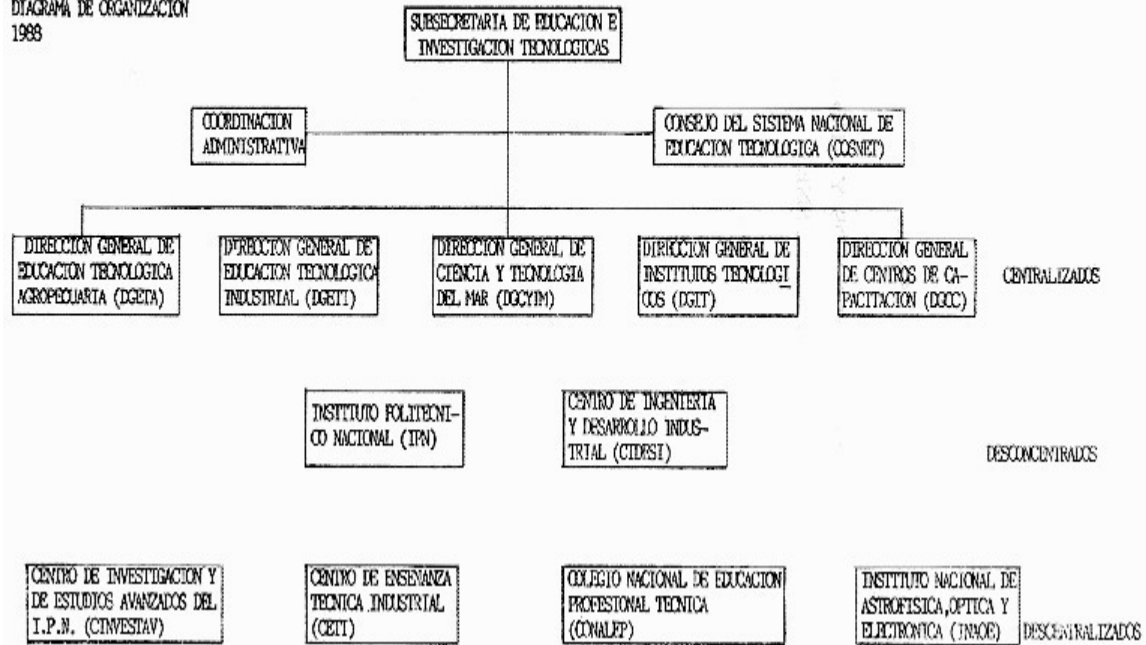 DIAGRAMA DE ORGANIZACION
1988
SUBSECRETARIA DE EDUCACION E
INVESTIGACION TECNOLOGICAS
COORDINACION
ADMINISTRATIVA
CONSEJO DEL SISTEMA NACIONAL DE
EDUCACION TECNOLOGICA (COSNET)
DIRECCION GENERAL DE
EDUCACION TECNOLOGICA
AGROPECUARIA (DGETA)
DIRECCION GENERAL DE
EDUCACION TECNOLOGICA
INDUSTRIAL (DGETI)
DIRECCION GENERAL DE
CIENCIA Y TECNOLOGIA
DEL MAR (DGCYTM)
DIRECCION GENERAL DE
INSTITUTOS TECNOLOGI
COS (DGIT)
DIRECCION GENERAL
DE CENTROS DE CA-
PACITACION (DGCC)
CENTRALIZADOS
INSTITUTO POLITECNI-
CO NACIONAL (IPN)
CENTRO DE INGENIERIA
Y DESARROLLO INDUS-
TRIAL (CIDESI)
DESCONCENTRADOS
CENTRO DE INVESTIGACION Y
DE ESTUDIOS AVANZADOS DEL
I.P.N. (CINVESTAV)
CENTRO DE ENSENANZA
TECNICA INDUSTRIAL
(CETI)
COLEGIO NACIONAL DE EDUCACION
PROFESIONAL TECNICA
(CONALEP)
INSTITUTO NACIONAL DE
ASTROFISICA,OPTICA Y
ELECTRONICA (INAOE)
DESCENTRALIZADOS